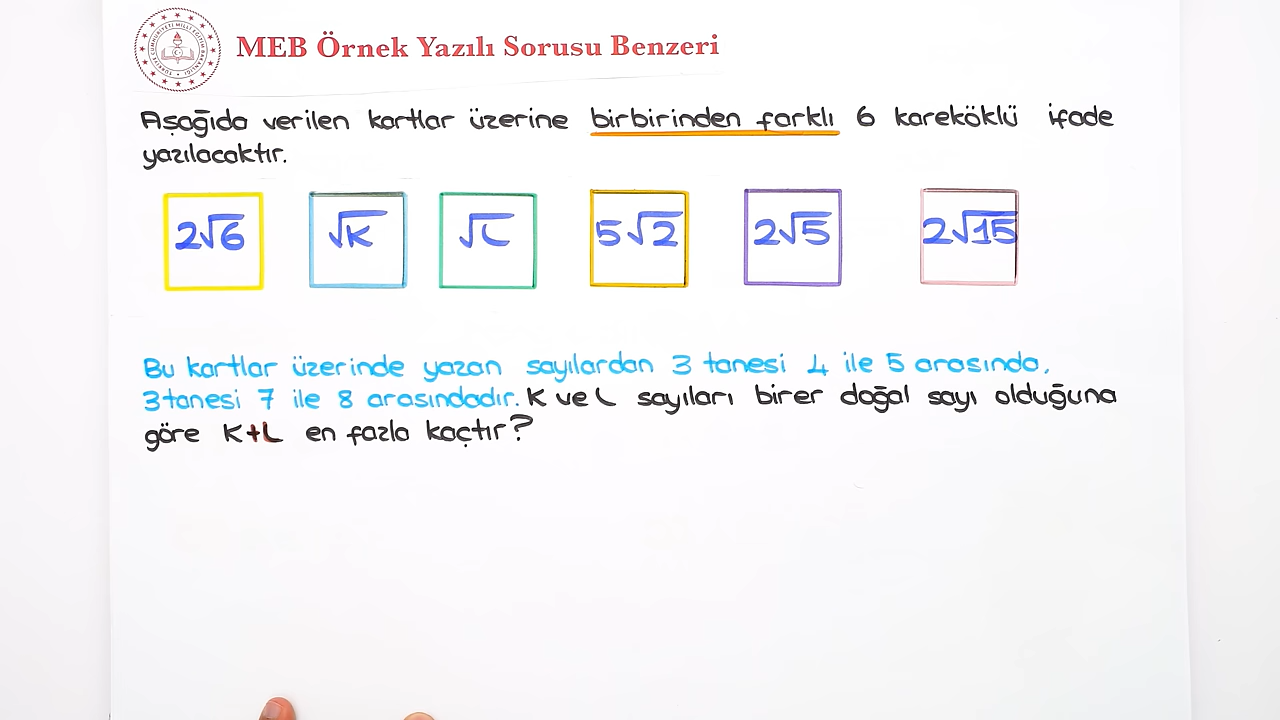 MEB Örnek Yazılı Sorusu Benzeri
Aşağıda verilen kartlar üzerine birbirinden farklı 6 kareköklü ifade
yazılacaktır.
2√6 √K √L 5√2 2√5 2√15
Bu kartlar üzerinde yazan sayılardan 3 tanesi 4 ile 5 arasında,
3 tanesi 7 ile 8 arasındadır. K ve L sayıları birer doğal sayı olduğuna
göre K+L en fazla kaçtır?